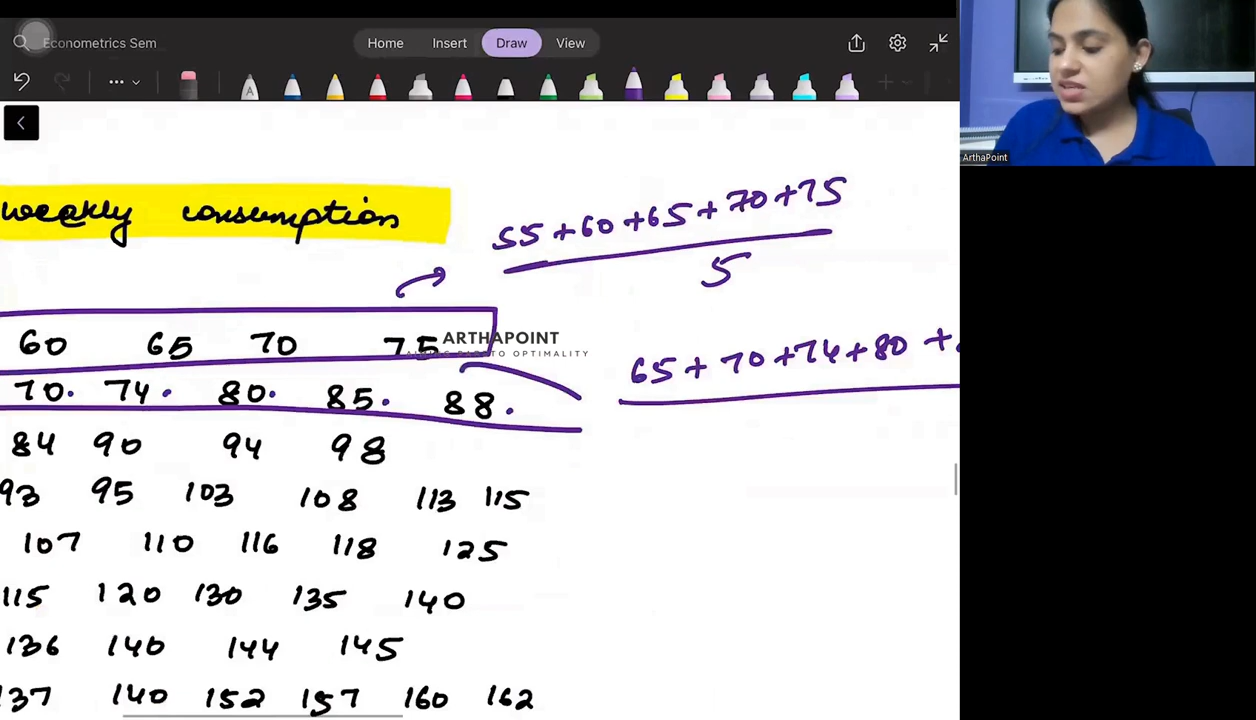 Econometrics Sem
Home Insert Draw View
A
weekly consumption
55 + 60 + 65 + 70 + 75
5
60 65 70 75
ARTHAPOINT
65 + 70 + 74 + 80 +
70. 74. 80. 85. 88.
84 90 94 98
93 95 103 108 113 115
107 110 116 118 125
115 120 130 135 140
136 140 144 145
137 140 152 157 160 162
ArthaPoint